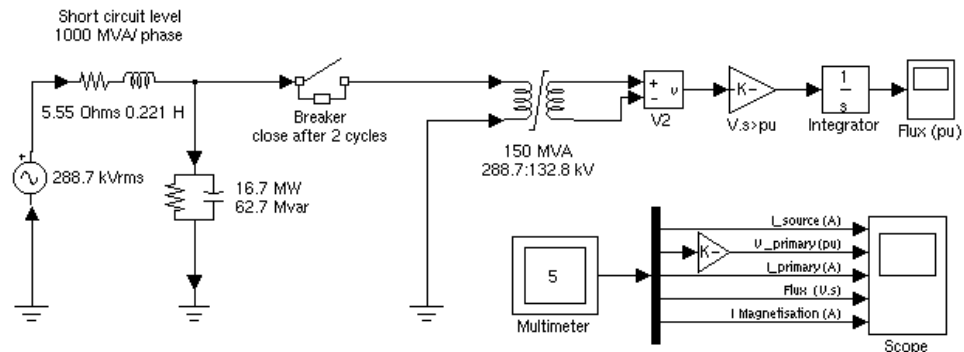 Short circuit level
1000 MVA/ phase
5.55 Ohms 0.221 H
Breaker
close after 2 cycles
288.7 kVrms
16.7 MW
62.7 Mvar
150 MVA
288.7:132.8 kV
+
-
v
V2
K-
V.s>pu
1
s
Integrator
Flux (pu)
+
5
Multimeter
K-
I_source (A)
U_primary (pu)
I_primary (A)
Flux (V.s)
I Magnetisation (A)
Scope